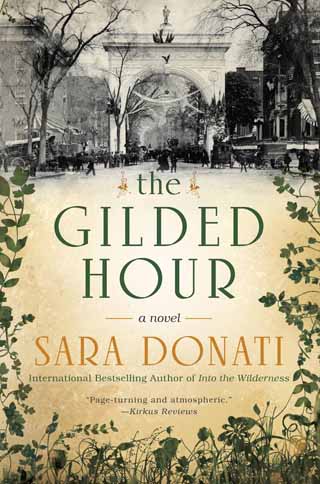 the
GILDED
HOUR
a novel
SARA DONATI
International Bestselling Author of Into the Wilderness
"Page-turning and atmospheric."
—Kirkus Reviews